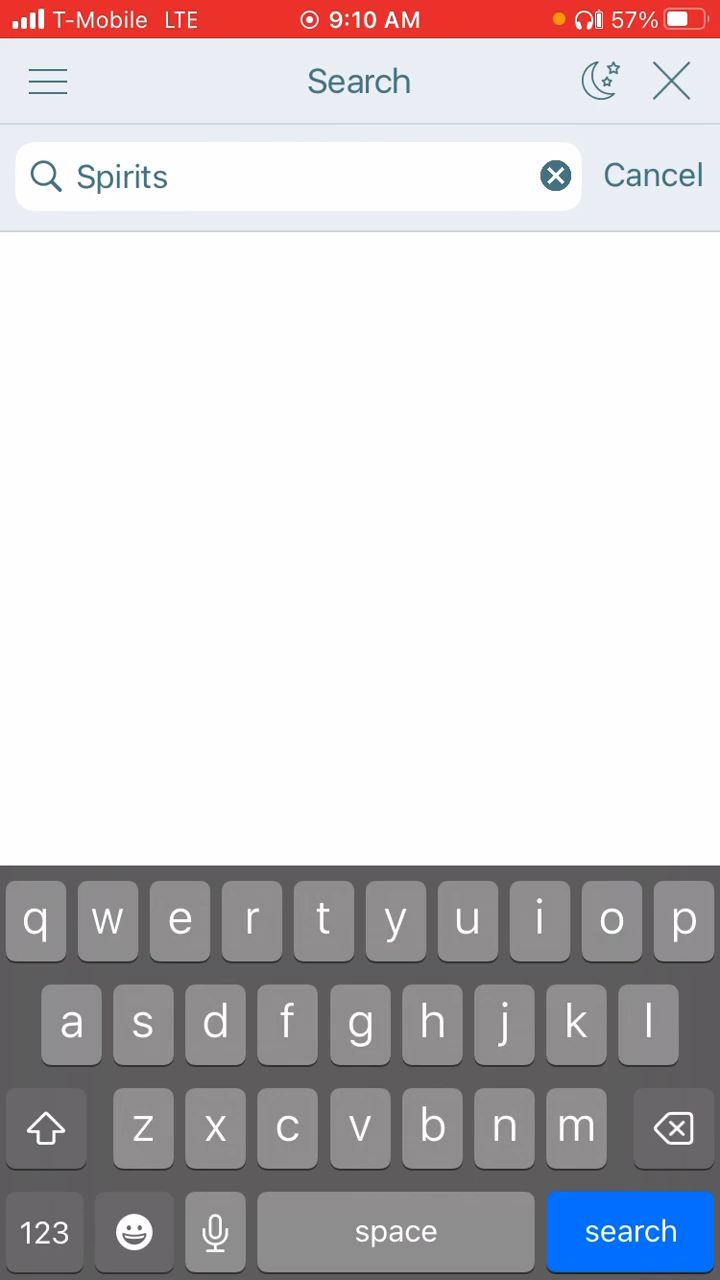 T-Mobile LTE 9:10 AM 57%
Search
Spirits Cancel
q w e r t y u i o p
a s d f g h j k l
z x c v b n m
123 space search